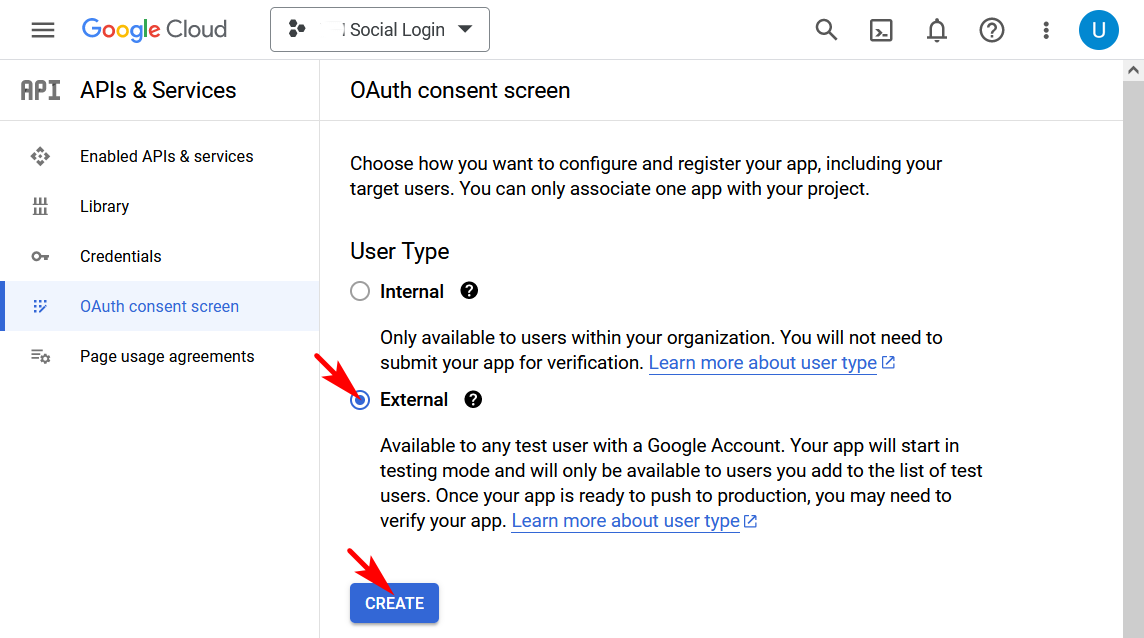 Google Cloud
Social Login
U
API
APIs & Services
OAuth consent screen
Enabled APIs & services
Library
Credentials
OAuth consent screen
Page usage agreements
Choose how you want to configure and register your app, including your
target users. You can only associate one app with your project.
User Type
Internal
Only available to users within your organization. You will not need to
submit your app for verification. Learn more about user type
External
Available to any test user with a Google Account. Your app will start in
testing mode and will only be available to users you add to the list of test
users. Once your app is ready to push to production, you may need to
verify your app. Learn more about user type
CREATE